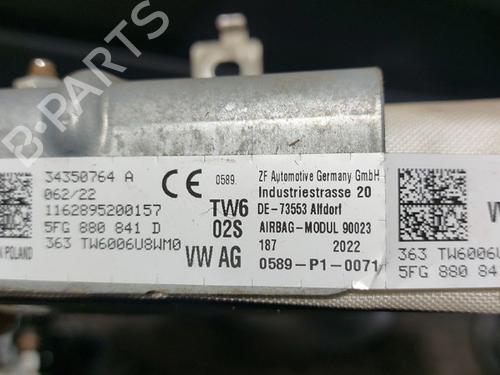 B-PARTS
34350764 A
062/22
1162895200157
5FG 880 841 D
363 TW6006U8WM0
POLAND
VW AG
CE 0589
TW6
02S
ZF Automotive Germany GmbH
Industriestrasse 20
DE-73553 Alfdorf
AIRBAG-MODUL 90023
187 2022
0589-P1-0071
363 TW6006U
5FG 880 84